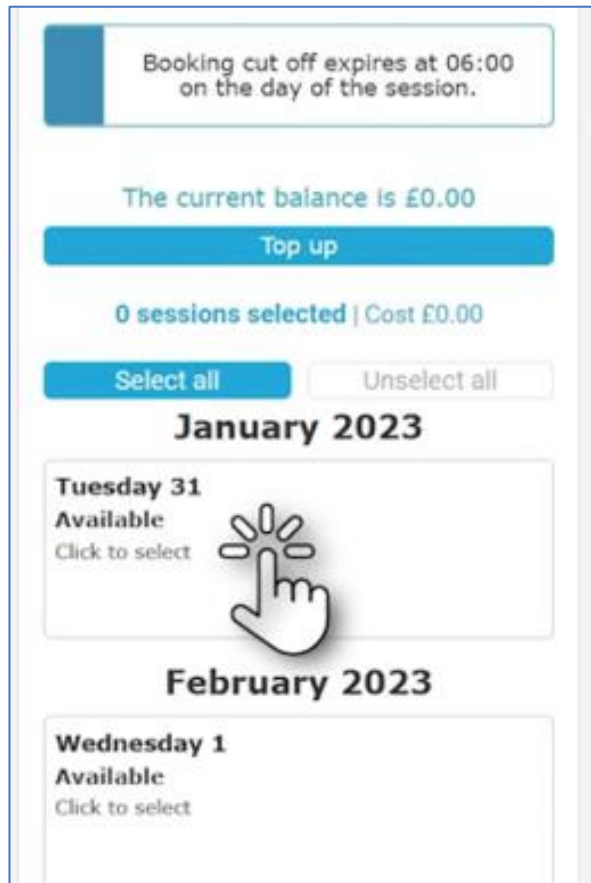 Booking cut off expires at 06:00
on the day of the session.
The current balance is £0.00
Top up
0 sessions selected | Cost £0.00
Select all Unselect all
January 2023
Tuesday 31
Available
Click to select
February 2023
Wednesday 1
Available
Click to select